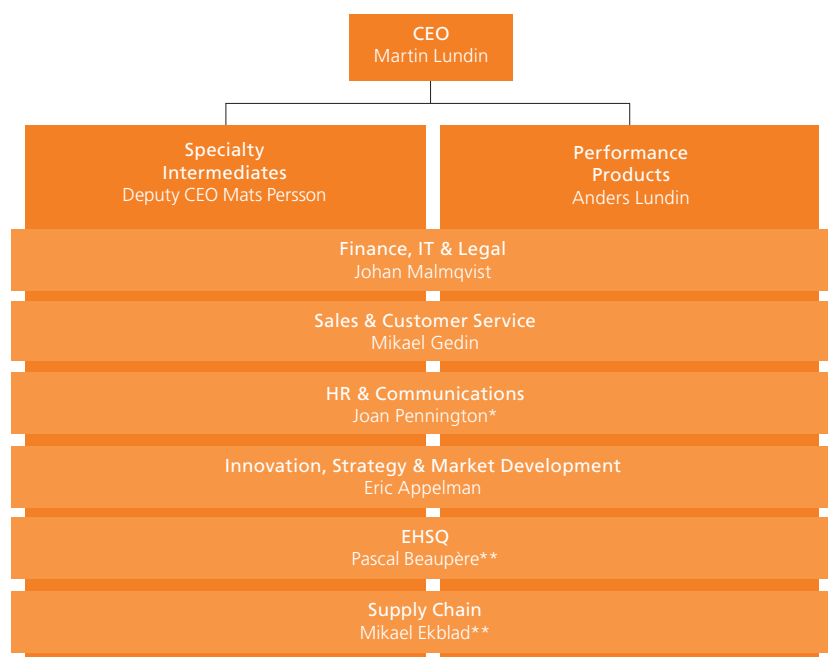 CEO
Martin Lundin
Specialty
Intermediates
Deputy CEO Mats Persson
Performance
Products
Anders Lundin
Finance, IT & Legal
Johan Malmqvist
Sales & Customer Service
Mikael Gedin
HR & Communications
Joan Pennington*
Innovation, Strategy & Market Development
Eric Appelman
EHSQ
Pascal Beaupère**
Supply Chain
Mikael Ekblad**